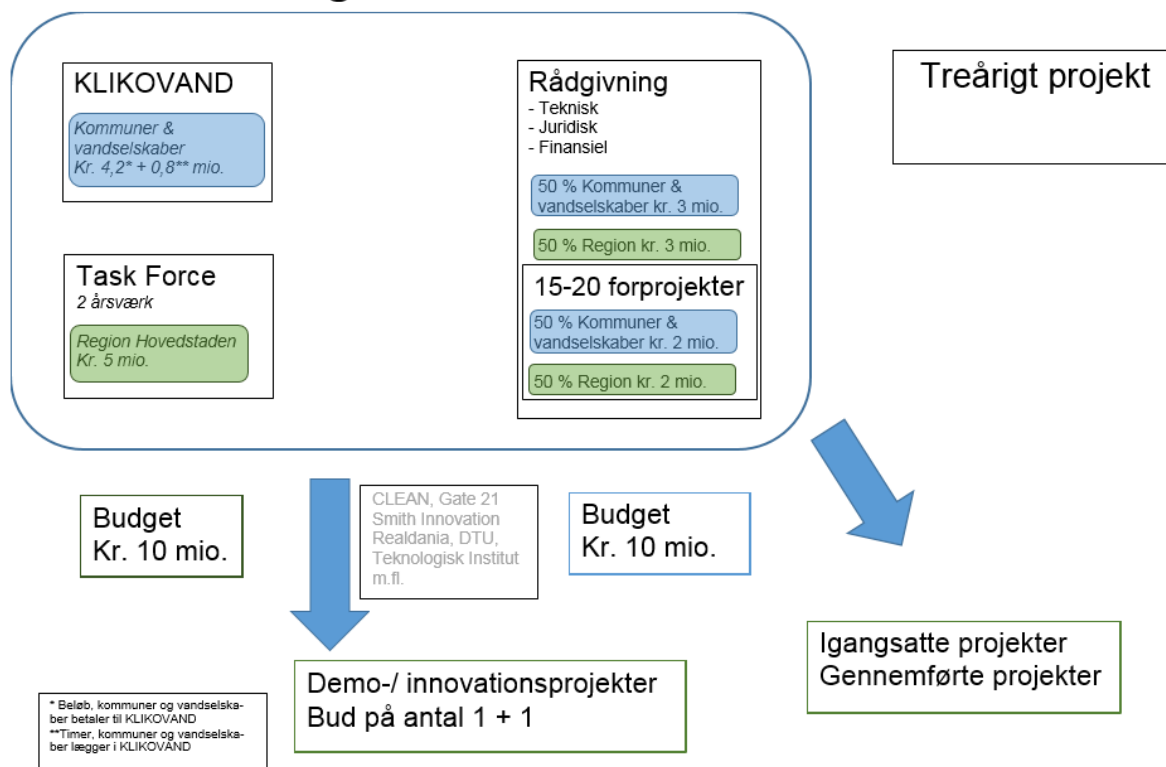 KLIKOVAND
Kommuner &
vandselskaber
Kr. 4,2* + 0,8** mio.
Task Force
2 årsværk
Region Hovedstaden
Kr. 5 mio.
Rådgivning
- Teknisk
- Juridisk
- Finansiel
50 % Kommuner &
vandselskaber kr. 3 mio.
50 % Region kr. 3 mio.
15-20 forprojekter
50 % Kommuner &
vandselskaber kr. 2 mio.
50 % Region kr. 2 mio.
Treårigt projekt
Budget
Kr. 10 mio.
CLEAN, Gate 21
Smith Innovation
Realdania, DTU,
Teknologisk Institut
m.fl.
Budget
Kr. 10 mio.
Demo-/ innovationsprojekter
Bud på antal 1 + 1
Igangsatte projekter
Gennemførte projekter
* Beløb, kommuner og vandselska-
ber betaler til KLIKOVAND
**Timer, kommuner og vandselska-
ber lægger i KLIKOVAND